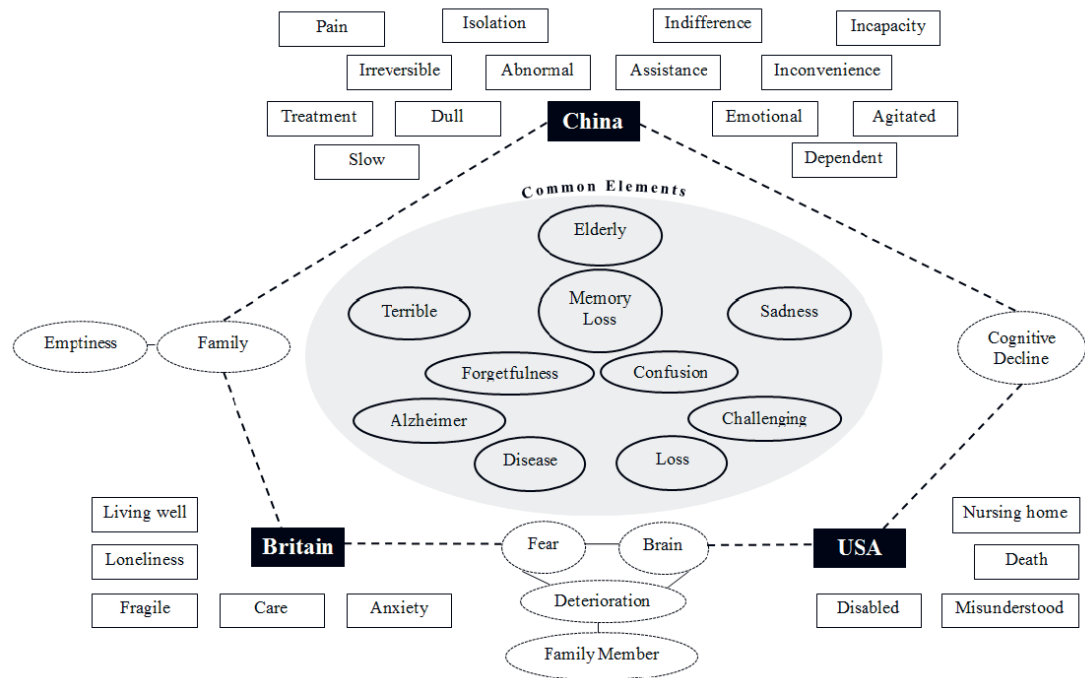 Pain
Isolation
Indifference
Incapacity
Irreversible
Abnormal
Assistance
Inconvenience
Treatment
Dull
China
Emotional
Agitated
Slow
Dependent
Common Elements
Elderly
Terrible
Memory
Loss
Sadness
Emptiness
Family
Cognitive
Decline
Forgetfulness
Confusion
Alzheimer
Challenging
Disease
Loss
Living well
Nursing home
Britain
Fear
Brain
USA
Loneliness
Death
Fragile
Care
Anxiety
Deterioration
Disabled
Misunderstood
Family Member